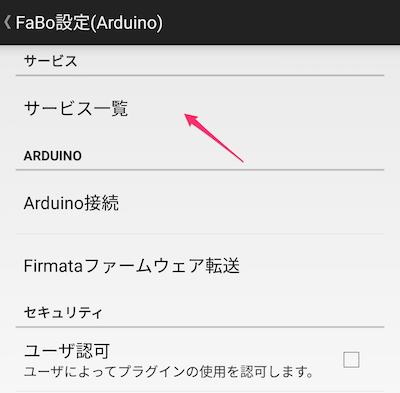 FaBo設定(Arduino)
サービス
サービス一覧
ARDUINO
Arduino接続
Firmataファームウェア転送
セキュリティ
ユーザ認可
ユーザによってプラグインの使用を認可します。